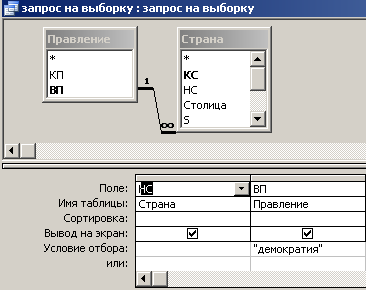 запрос на выборку : запрос на выборку
Правление
*
КП
ВП
1
∞
Страна
*
КС
НС
Столица
S
Поле: НС ВП
Имя таблицы: Страна Правление
Сортировка:
Вывод на экран:
Условие отбора: "демократия"
или: